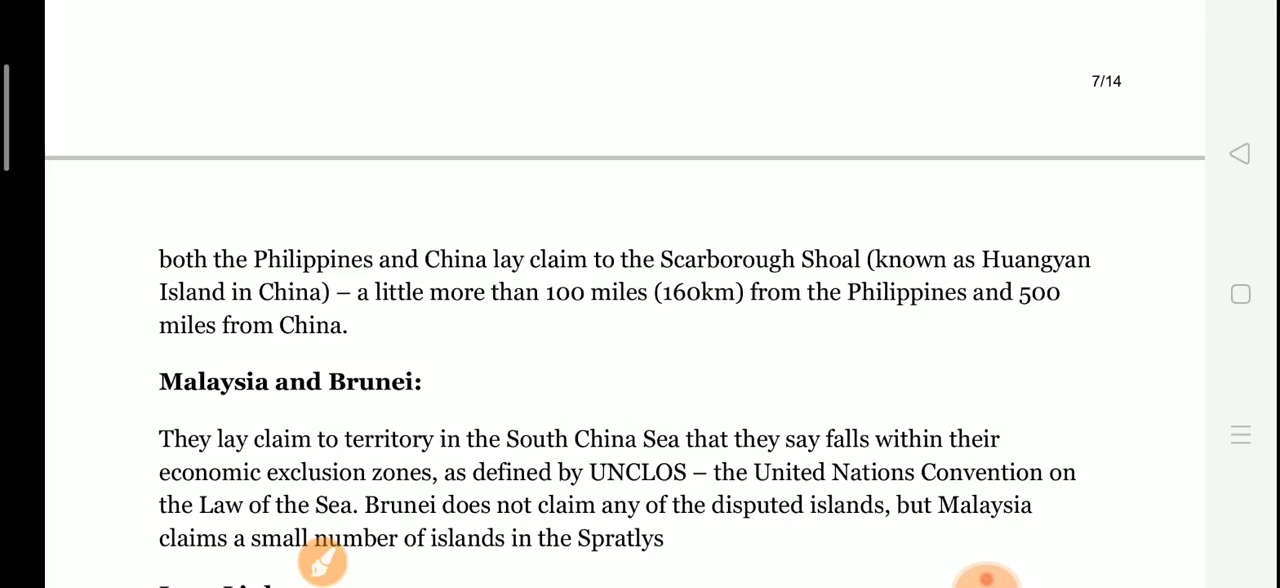 7/14
both the Philippines and China lay claim to the Scarborough Shoal (known as Huangyan
Island in China) – a little more than 100 miles (160km) from the Philippines and 500
miles from China.
Malaysia and Brunei:
They lay claim to territory in the South China Sea that they say falls within their
economic exclusion zones, as defined by UNCLOS – the United Nations Convention on
the Law of the Sea. Brunei does not claim any of the disputed islands, but Malaysia
claims a small number of islands in the Spratlys